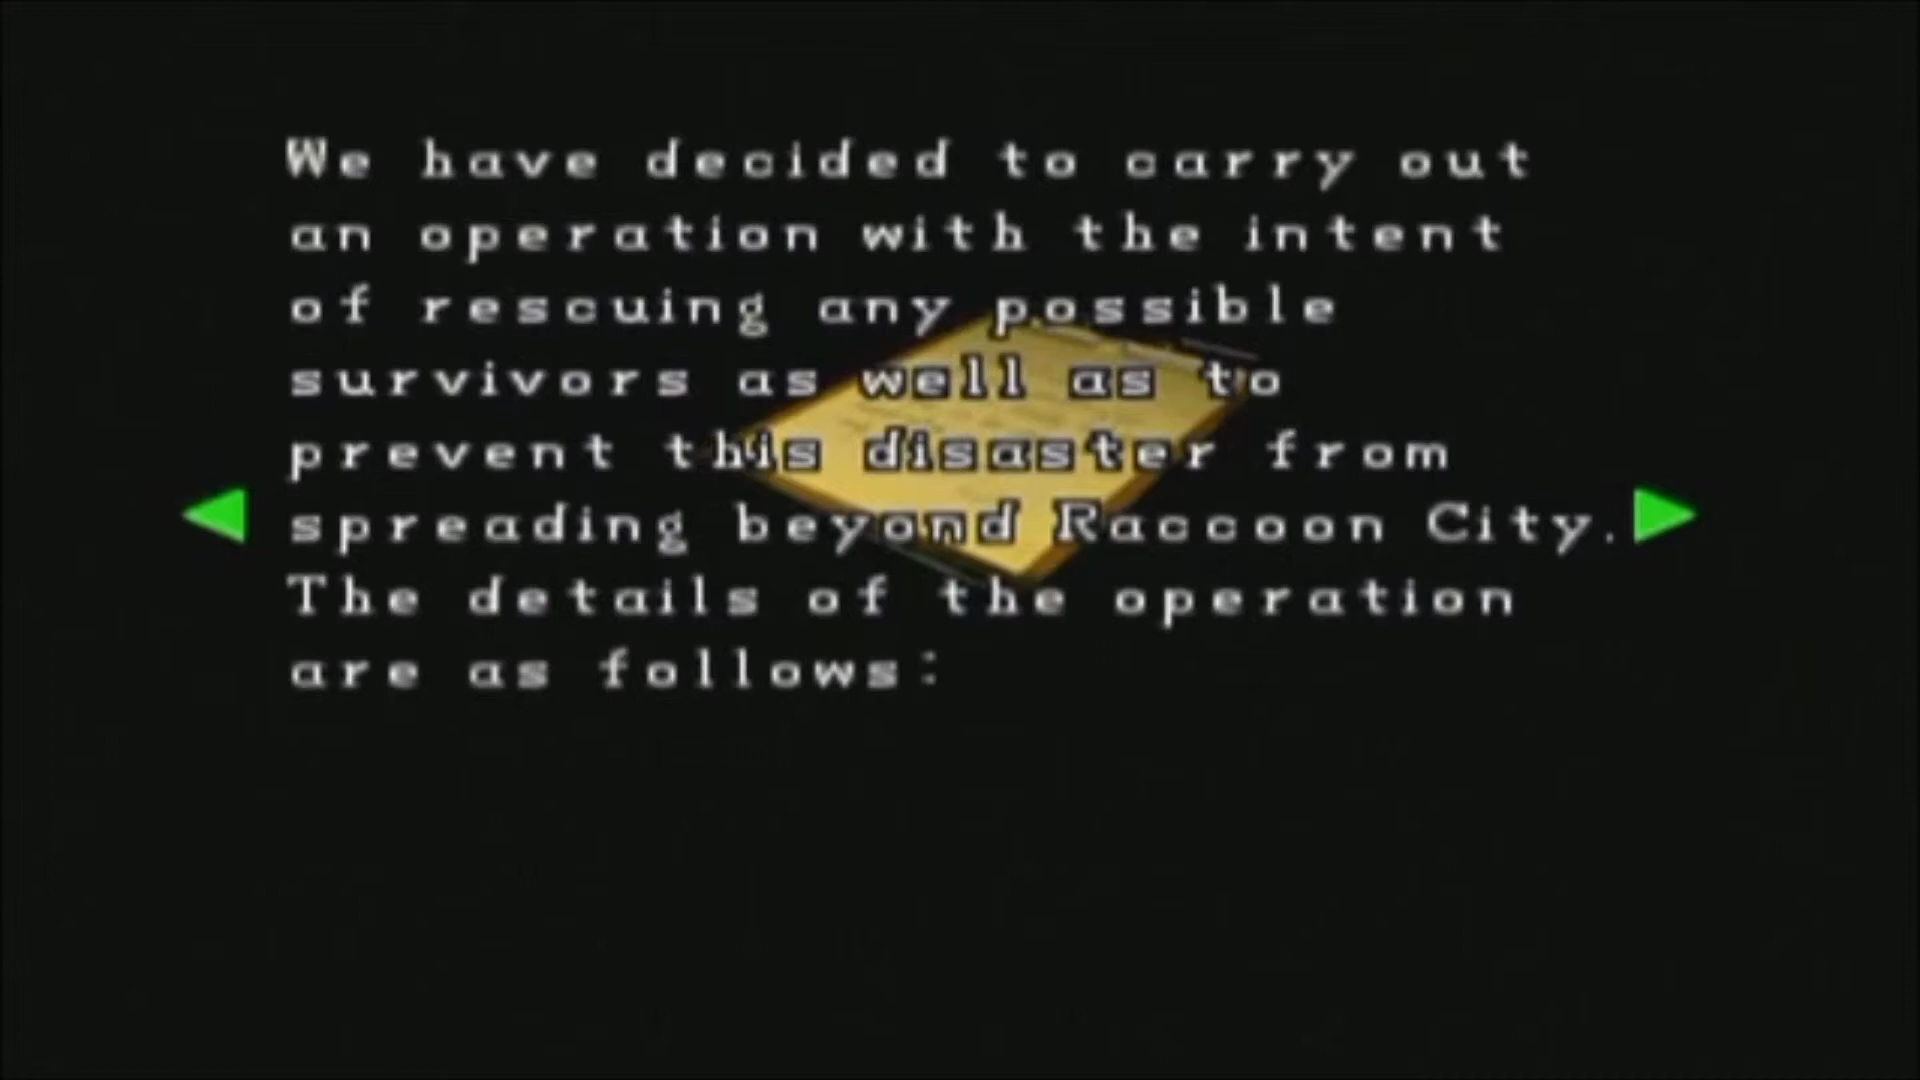 We have decided to carry out
an operation with the intent
of rescuing any possible
survivors as well as to
prevent this disaster from
spreading beyond Raccoon City.
The details of the operation
are as follows: